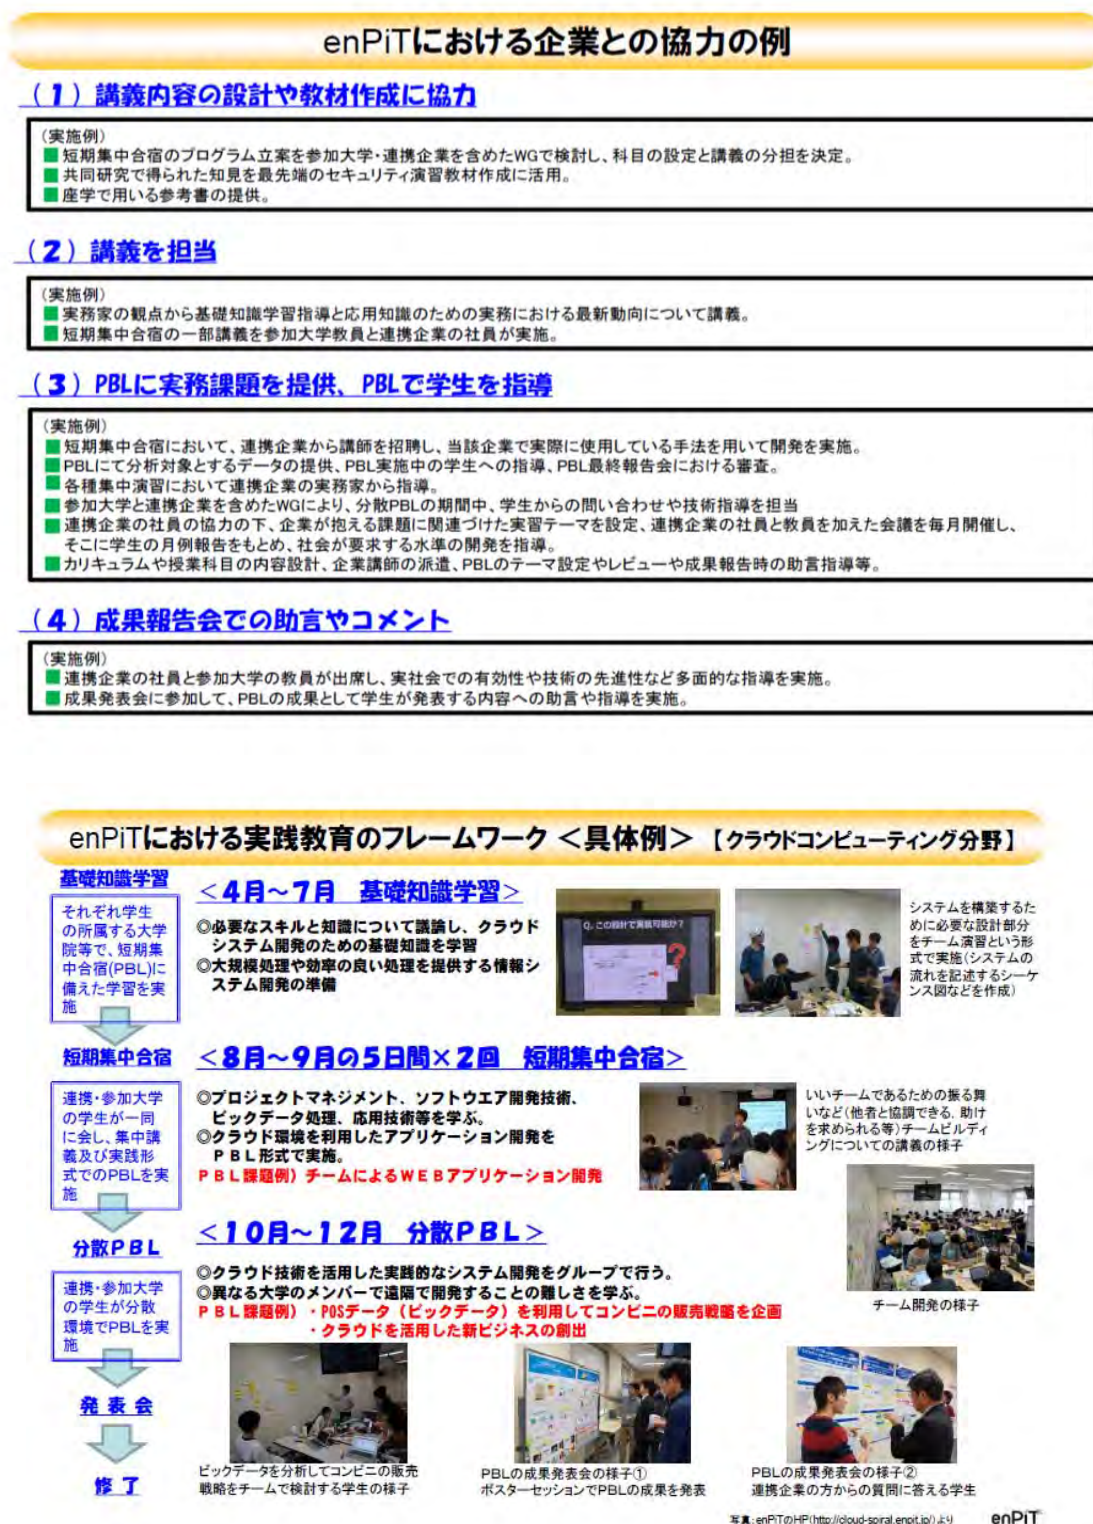 enPiTにおける企業との協力の例
（１）講義内容の設計や教材作成に協力
（実施例）
■短期集中合宿のプログラム立案を参加大学・連携企業を含めたWGで検討し、科目の設定と講義の分担を決定。
■共同研究で得られた知見を最先端のセキュリティ演習教材作成に活用。
■座学で用いる参考書の提供。
（２）講義を担当
（実施例）
■実務家の観点から基礎知識学習指導と応用知識のための実務における最新動向について講義。
■短期集中合宿の一部講義を参加大学教員と連携企業の社員が実施。
（３）PBLに実務課題を提供、PBLで学生を指導
（実施例）
■短期集中合宿において、連携企業から講師を招聘し、当該企業で実際に使用している手法を用いて開発を実施。
■PBLにて分析対象とするデータの提供、PBL実施中の学生への指導、PBL最終報告会における審査。
■各種集中演習において連携企業の実務家から指導。
■参加大学と連携企業を含めたWGにより、分散PBLの期間中、学生からの問い合わせや技術指導を担当
■連携企業の社員の協力の下、企業が抱える課題に関連づけた実習テーマを設定、連携企業の社員と教員を加えた会議を毎月開催し、
そこに学生の月例報告をもとめ、社会が要求する水準の開発を指導。
■カリキュラムや授業科目の内容設計、企業講師の派遣、PBLのテーマ設定やレビューや成果報告時の助言指導等。
（４）成果報告会での助言やコメント
（実施例）
■連携企業の社員と参加大学の教員が出席し、実社会での有効性や技術の先進性など多面的な指導を実施。
■成果発表会に参加して、PBLの成果として学生が発表する内容への助言や指導を実施。
enPiTにおける実践教育のフレームワーク ＜具体例＞ 【クラウドコンピューティング分野】
基礎知識学習
それぞれ学生
の所属する大学
院等で、短期集
中合宿(PBL)に
備えた学習を実
施
＜４月～７月　基礎知識学習＞
◎必要なスキルと知識について議論し、クラウド
システム開発のための基礎知識を学習
◎大規模処理や効率の良い処理を提供する情報シ
ステム開発の準備
Q. この設計で実装可能か？
?
システムを構築するた
めに必要な設計部分
をチーム演習という形
式で実施（システムの
流れを記述するシーケ
ンス図などを作成）
短期集中合宿
連携・参加大学
の学生が一同
に会し、集中講
義及び実践形
式でのPBLを実
施
＜８月～９月の５日間×２回　短期集中合宿＞
◎プロジェクトマネジメント、ソフトウエア開発技術、
ビックデータ処理、応用技術等を学ぶ。
◎クラウド環境を利用したアプリケーション開発を
ＰＢＬ形式で実施。
ＰＢＬ課題例）チームによるＷＥＢアプリケーション開発
いいチームであるための振る舞
いなど（他者と協調できる、助け
を求められる等）チームビルディ
ングについての講義の様子
チーム開発の様子
分散ＰＢＬ
連携・参加大学
の学生が分散
環境でPBLを実
施
＜１０月～１２月　分散ＰＢＬ＞
◎クラウド技術を活用した実践的なシステム開発をグループで行う。
◎異なる大学のメンバーで遠隔で開発することの難しさを学ぶ。
ＰＢＬ課題例）・POSデータ（ビックデータ）を利用してコンビニの販売戦略を企画
・クラウドを活用した新ビジネスの創出
発表会
修了
ビックデータを分析してコンビニの販売
戦略をチームで検討する学生の様子
PBLの成果発表会の様子①
ポスターセッションでPBLの成果を発表
PBLの成果発表会の様子②
連携企業の方からの質問に答える学生
写真：enPiTのHP(http://cloud-spiral.enpit.jp/)より
enPiT